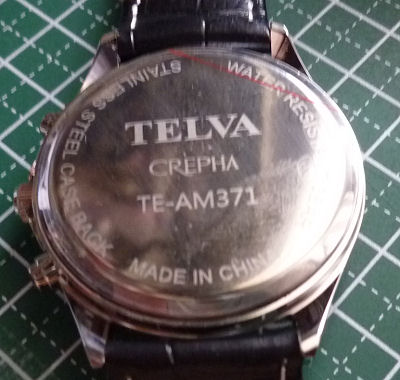 TELVA
CREPHA
TE-AM371
STAINLESS STEEL CASE BACK
WATER RESIS
MADE IN CHIN